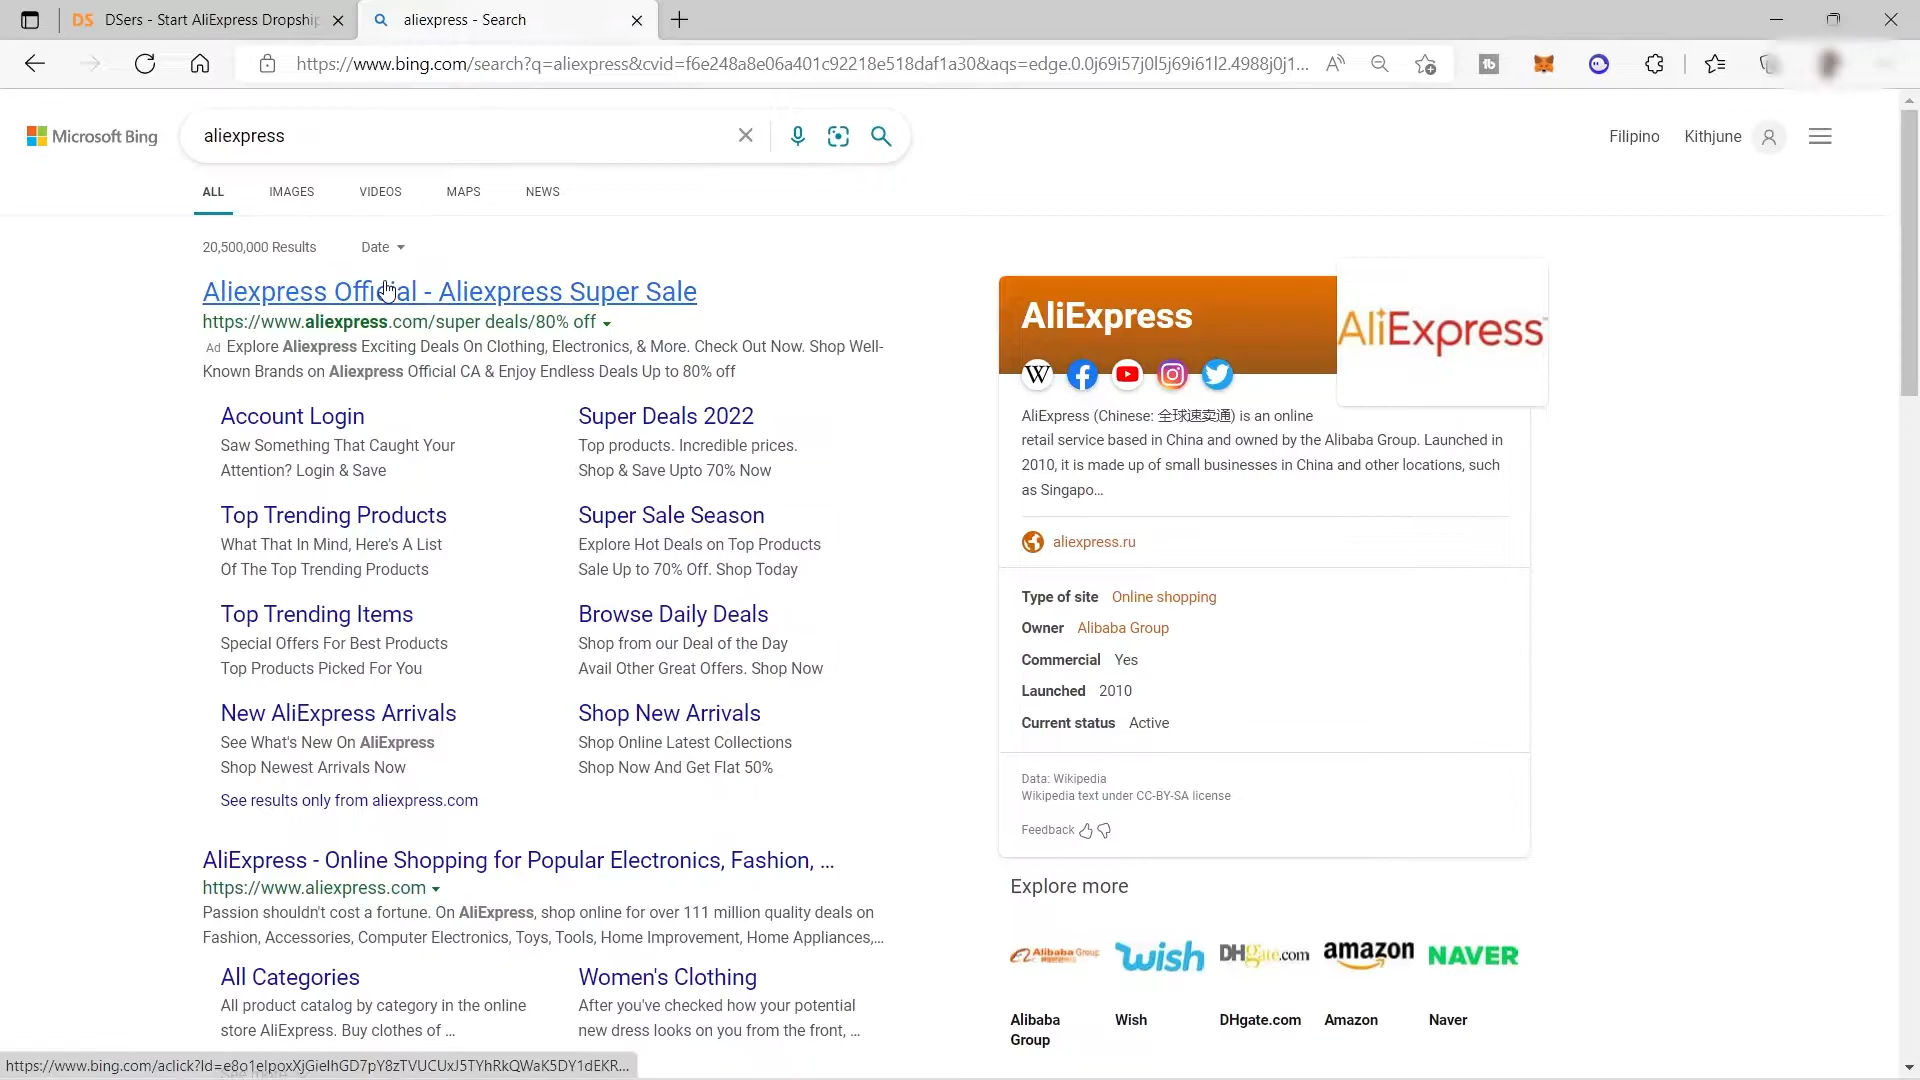 DS DSers - Start AliExpress Dropship
aliexpress - Search
https://www.bing.com/search?q=aliexpress&cvid=f6e248a8e06a401c92218e518daf1a30&aqs=edge.0.0j69i57j0l5j69i61l2.4988j0j1...
Microsoft Bing
aliexpress
Filipino
Kithjune
ALL
IMAGES
VIDEOS
MAPS
NEWS
20,500,000 Results
Date
Aliexpress Official - Aliexpress Super Sale
https://www.aliexpress.com/super deals/80% off
Ad Explore Aliexpress Exciting Deals On Clothing, Electronics, & More. Check Out Now. Shop Well-
Known Brands on Aliexpress Official CA & Enjoy Endless Deals Up to 80% off
Account Login
Saw Something That Caught Your
Attention? Login & Save
Super Deals 2022
Top products. Incredible prices.
Shop & Save Upto 70% Now
Top Trending Products
What That In Mind, Here's A List
Of The Top Trending Products
Super Sale Season
Explore Hot Deals on Top Products
Sale Up to 70% Off. Shop Today
Top Trending Items
Special Offers For Best Products
Top Products Picked For You
Browse Daily Deals
Shop from our Deal of the Day
Avail Other Great Offers. Shop Now
New AliExpress Arrivals
See What's New On AliExpress
Shop Newest Arrivals Now
Shop New Arrivals
Shop Online Latest Collections
Shop Now And Get Flat 50%
See results only from aliexpress.com
AliExpress - Online Shopping for Popular Electronics, Fashion, ...
https://www.aliexpress.com
Passion shouldn't cost a fortune. On AliExpress, shop online for over 111 million quality deals on
Fashion, Accessories, Computer Electronics, Toys, Tools, Home Improvement, Home Appliances,...
All Categories
All product catalog by category in the online
store AliExpress. Buy clothes of ...
Women's Clothing
After you've checked how your potential
new dress looks on you from the front, ...
AliExpress
AliExpress
AliExpress (Chinese: 全球速卖通) is an online
retail service based in China and owned by the Alibaba Group. Launched in
2010, it is made up of small businesses in China and other locations, such
as Singapo...
aliexpress.ru
Type of site Online shopping
Owner Alibaba Group
Commercial Yes
Launched 2010
Current status Active
Data: Wikipedia
Wikipedia text under CC-BY-SA license
Feedback
Explore more
Alibaba Group
wish
DHgate.com
amazon
NAVER
Alibaba
Group
Wish
DHgate.com
Amazon
Naver